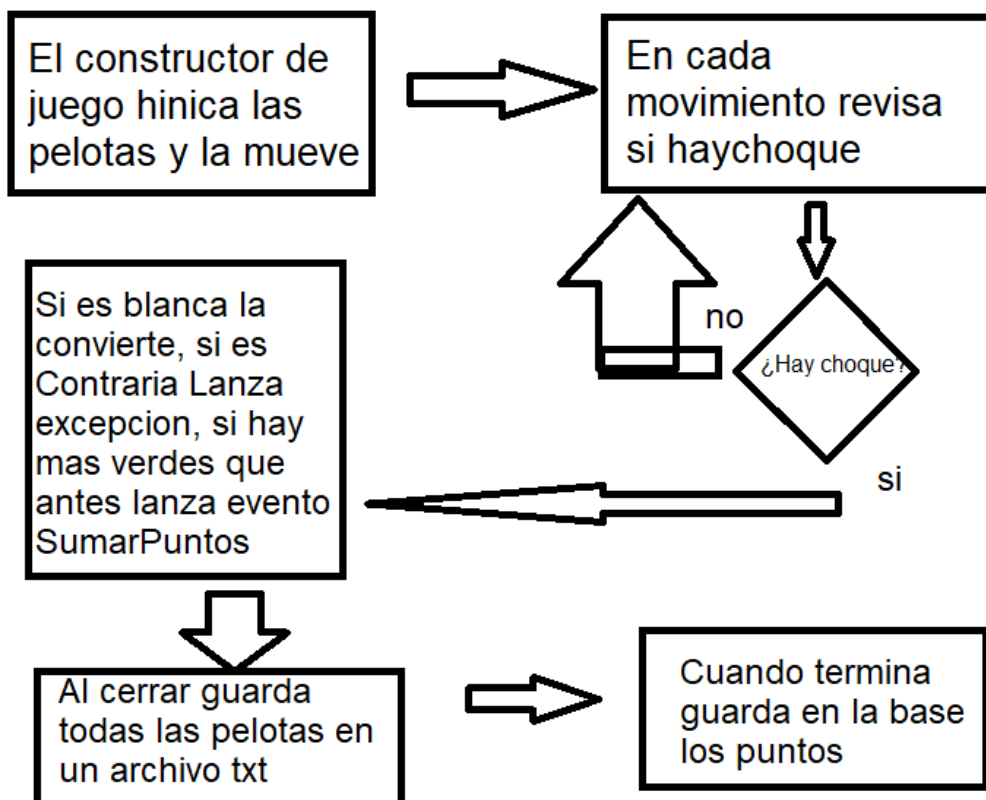 El constructor de
juego hinica las
pelotas y la mueve
En cada
movimiento revisa
si haychoque
¿Hay choque?
no
si
Si es blanca la
convierte, si es
Contraria Lanza
excepcion, si hay
mas verdes que
antes lanza evento
SumarPuntos
Al cerrar guarda
todas las pelotas en
un archivo txt
Cuando termina
guarda en la base
los puntos